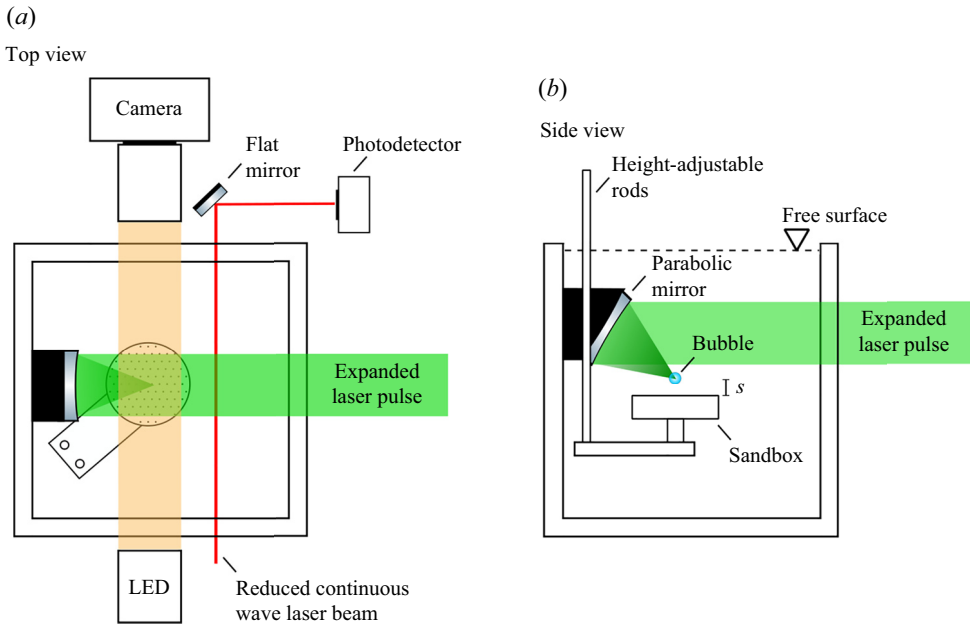 (a)
Top view
Camera
Flat
mirror
Photodetector
Expanded
laser pulse
LED
Reduced continuous
wave laser beam
(b)
Side view
Height-adjustable
rods
Free surface
Parabolic
mirror
Expanded
laser pulse
Bubble
s
Sandbox